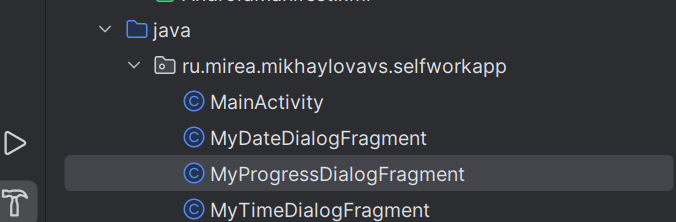 java
ru.mirea.mikhaylovavs.selfworkapp
MainActivity
MyDateDialogFragment
MyProgressDialogFragment
MyTimeDialogFragment